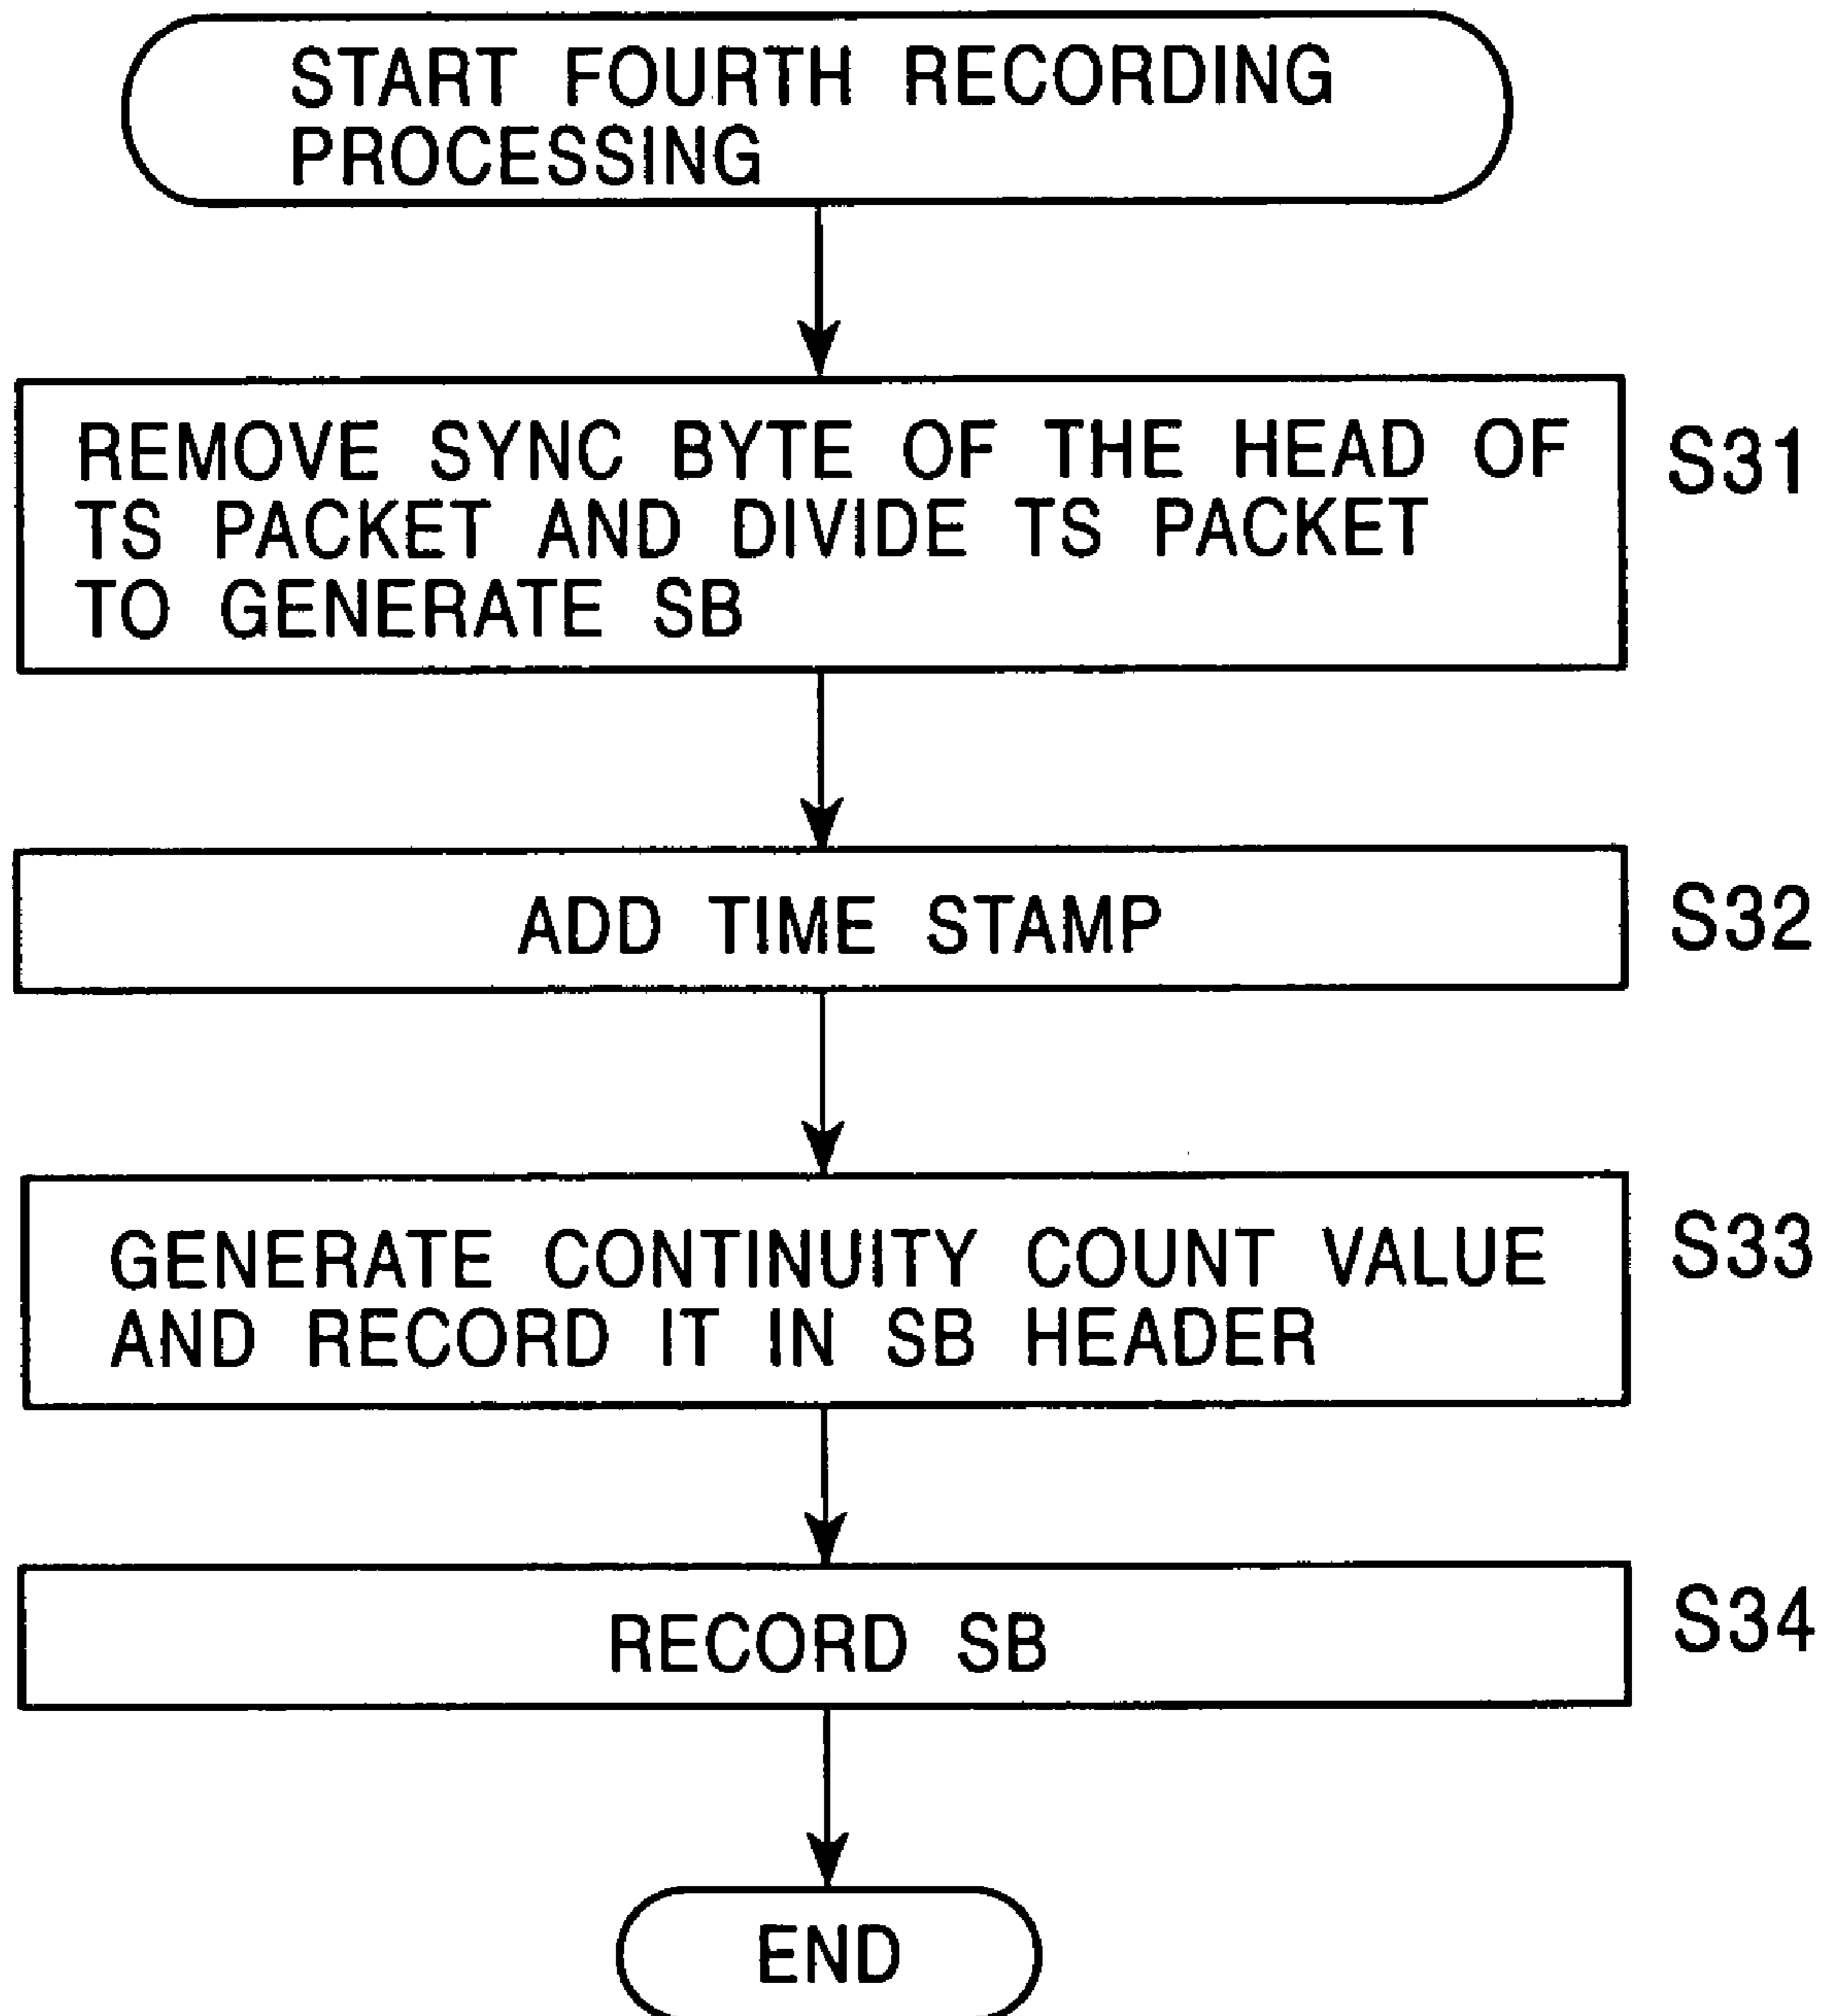 START FOURTH RECORDING
PROCESSING
REMOVE SYNC BYTE OF THE HEAD OF
TS PACKET AND DIVIDE TS PACKET
TO GENERATE SB
S31
ADD TIME STAMP
S32
GENERATE CONTINUITY COUNT VALUE
AND RECORD IT IN SB HEADER
S33
RECORD SB
S34
END